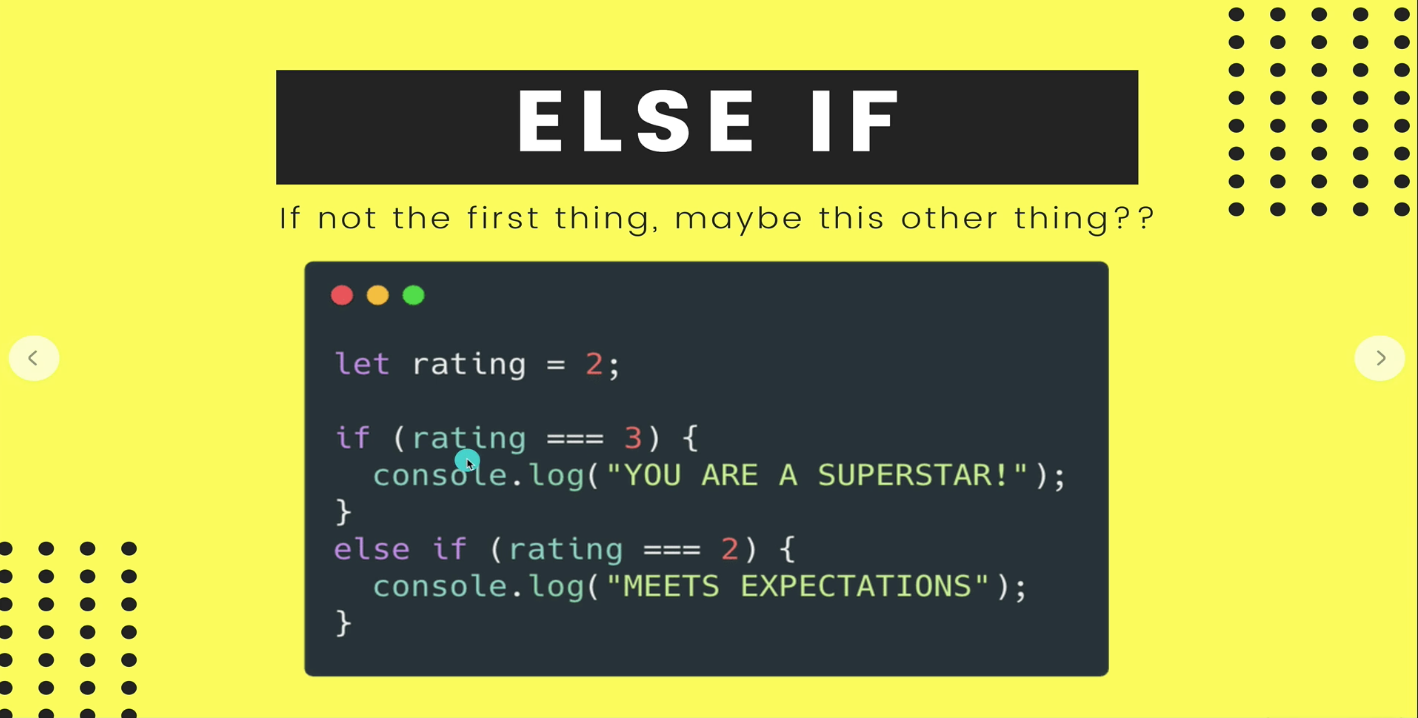 ELSE IF
If not the first thing, maybe this other thing??
let rating = 2;
if (rating === 3) {
  console.log("YOU ARE A SUPERSTAR!");
}
else if (rating === 2) {
  console.log("MEETS EXPECTATIONS");
}